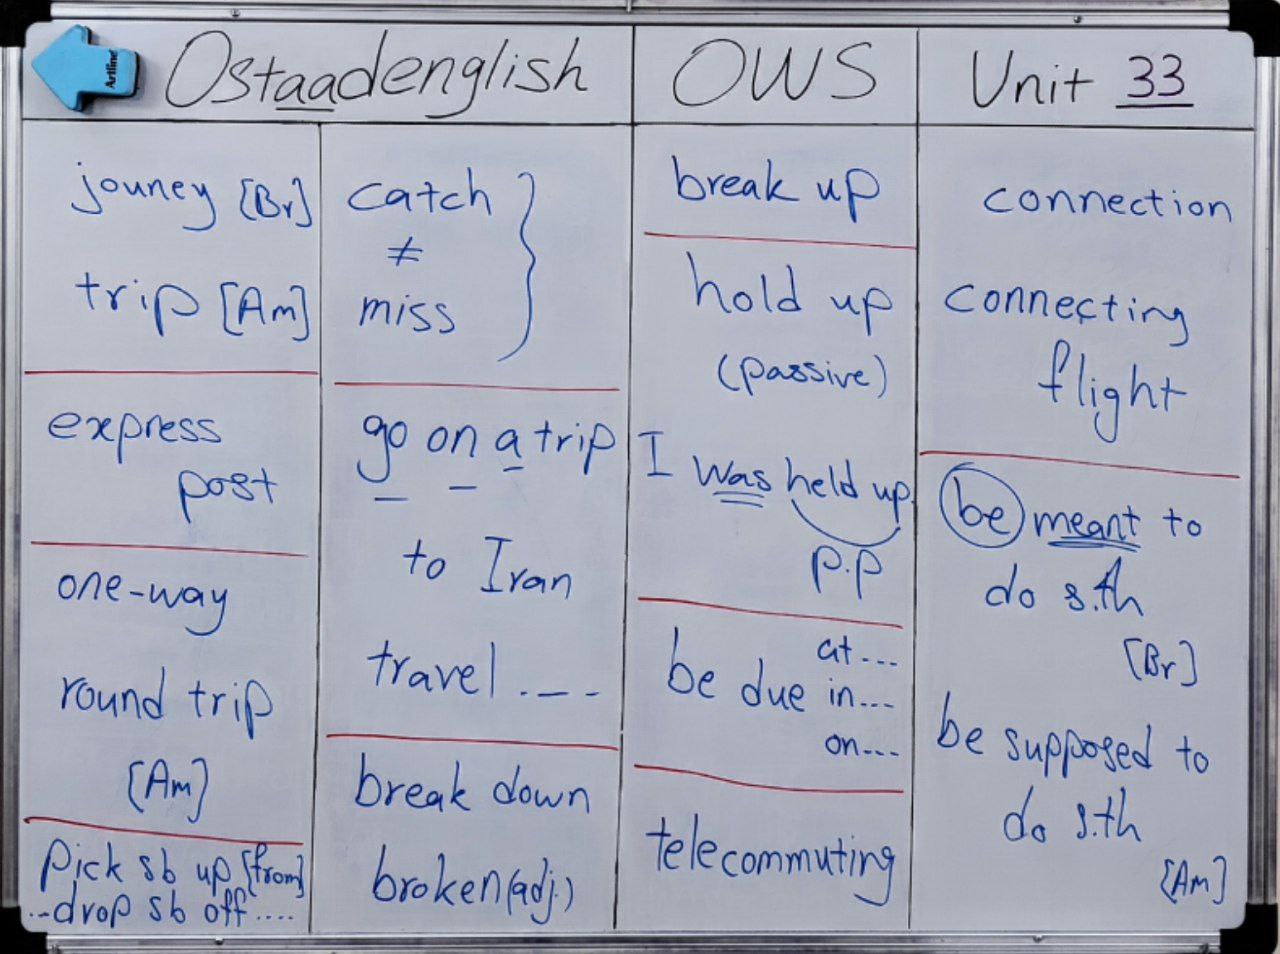 Artline
Ostaadenglish
OWS
Unit 33
jouney [Br]
trip [Am]
express
post
one-way
round trip
[Am]
pick sb up [from]
...drop sb off....
catch
≠
miss
go on a trip
to Iran
travel . _ _
break down
broken (adj.)
break up
hold up
(passive)
I was held up.
p.p
at...
be due in...
on...
telecommuting
connection
connecting
flight
be meant to
do s.th
[Br]
be supposed to
do s.th
[Am]